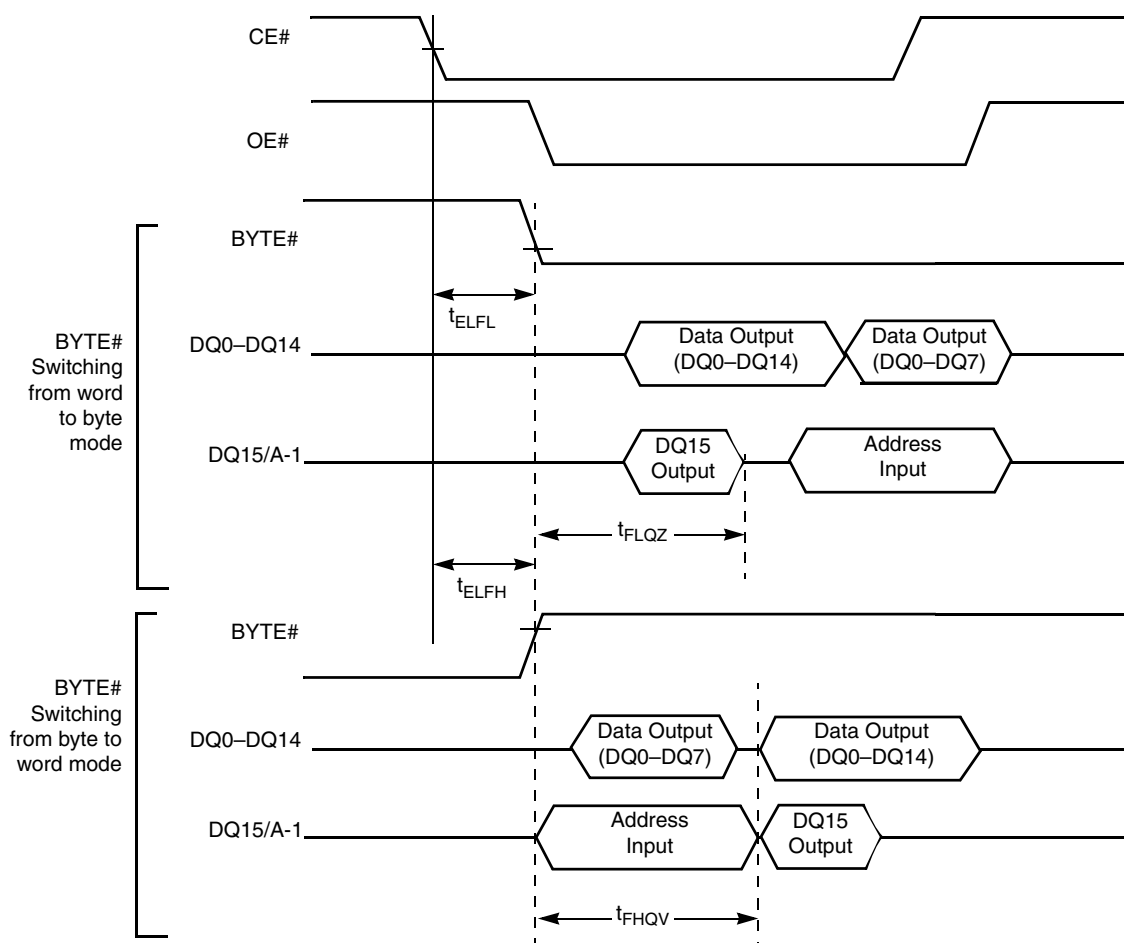 CE#
OE#
BYTE#
tELFL
BYTE#
Switching
from word
to byte
mode
DQ0–DQ14
Data Output
(DQ0–DQ14)
Data Output
(DQ0–DQ7)
DQ15/A-1
DQ15
Output
Address
Input
tFLQZ
tELFH
BYTE#
BYTE#
Switching
from byte to
word mode
DQ0–DQ14
Data Output
(DQ0–DQ7)
Data Output
(DQ0–DQ14)
DQ15/A-1
Address
Input
DQ15
Output
tFHQV